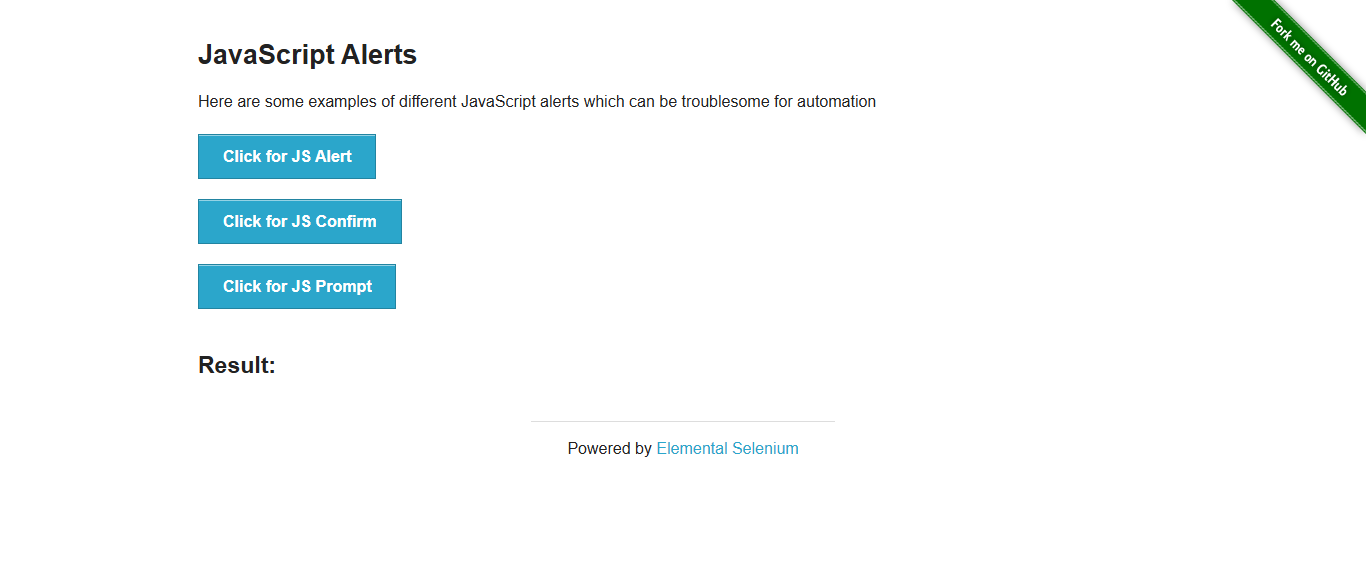 Fork me on GitHub
JavaScript Alerts
Here are some examples of different JavaScript alerts which can be troublesome for automation
Click for JS Alert
Click for JS Confirm
Click for JS Prompt
Result:
Powered by Elemental Selenium